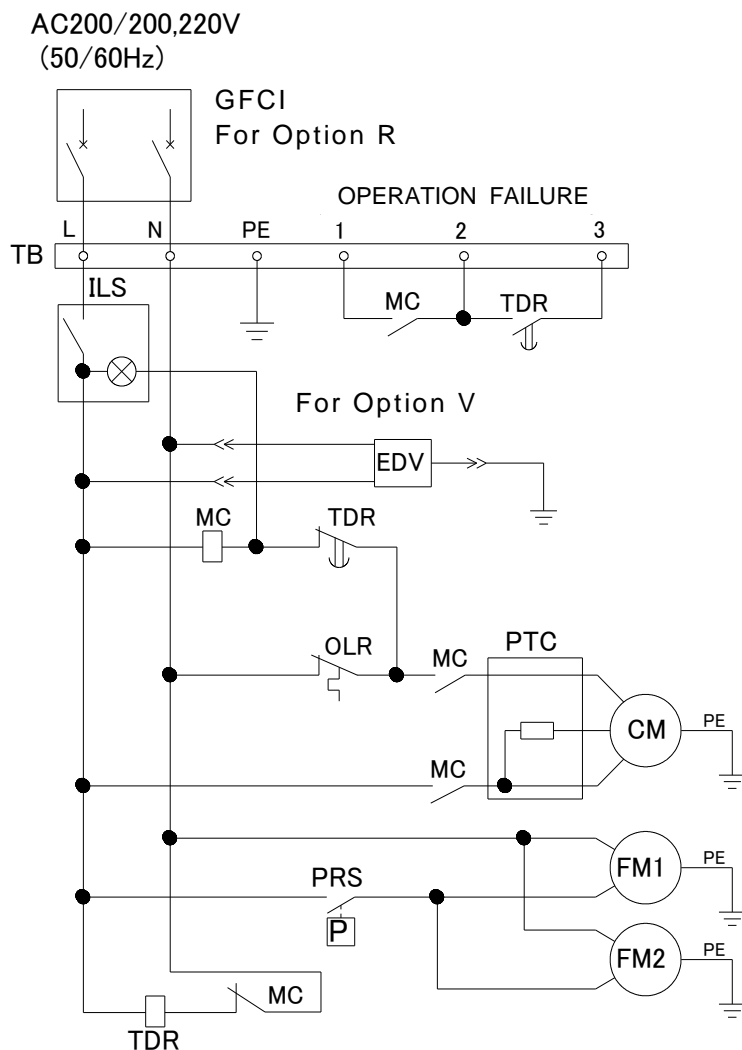 AC200/200,220V
(50/60Hz)
GFCI
For Option R
OPERATION FAILURE
L N PE 1 2 3
TB
ILS
MC TDR
For Option V
EDV
MC TDR
OLR MC PTC
CM PE
MC
FM1 PE
PRS
P
FM2 PE
MC
TDR